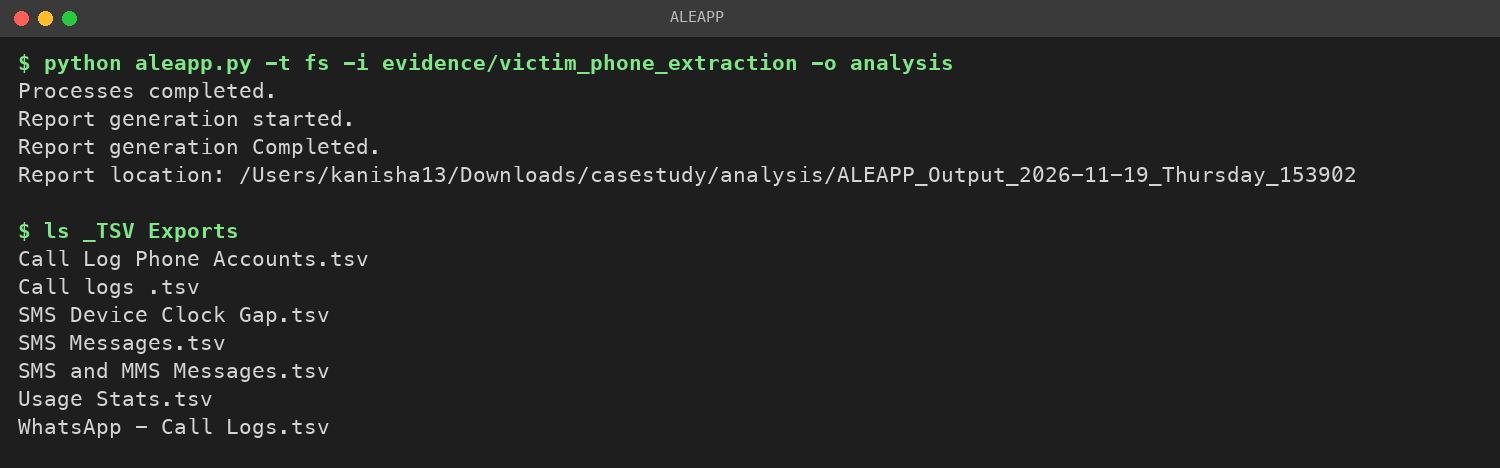 ALEAPP
$ python aleapp.py -t fs -i evidence/victim_phone_extraction -o analysis
Processes completed.
Report generation started.
Report generation Completed.
Report location: /Users/kanisha13/Downloads/casestudy/analysis/ALEAPP_Output_2026-11-19_Thursday_153902
$ ls _TSV Exports
Call Log Phone Accounts.tsv
Call logs .tsv
SMS Device Clock Gap.tsv
SMS Messages.tsv
SMS and MMS Messages.tsv
Usage Stats.tsv
WhatsApp - Call Logs.tsv